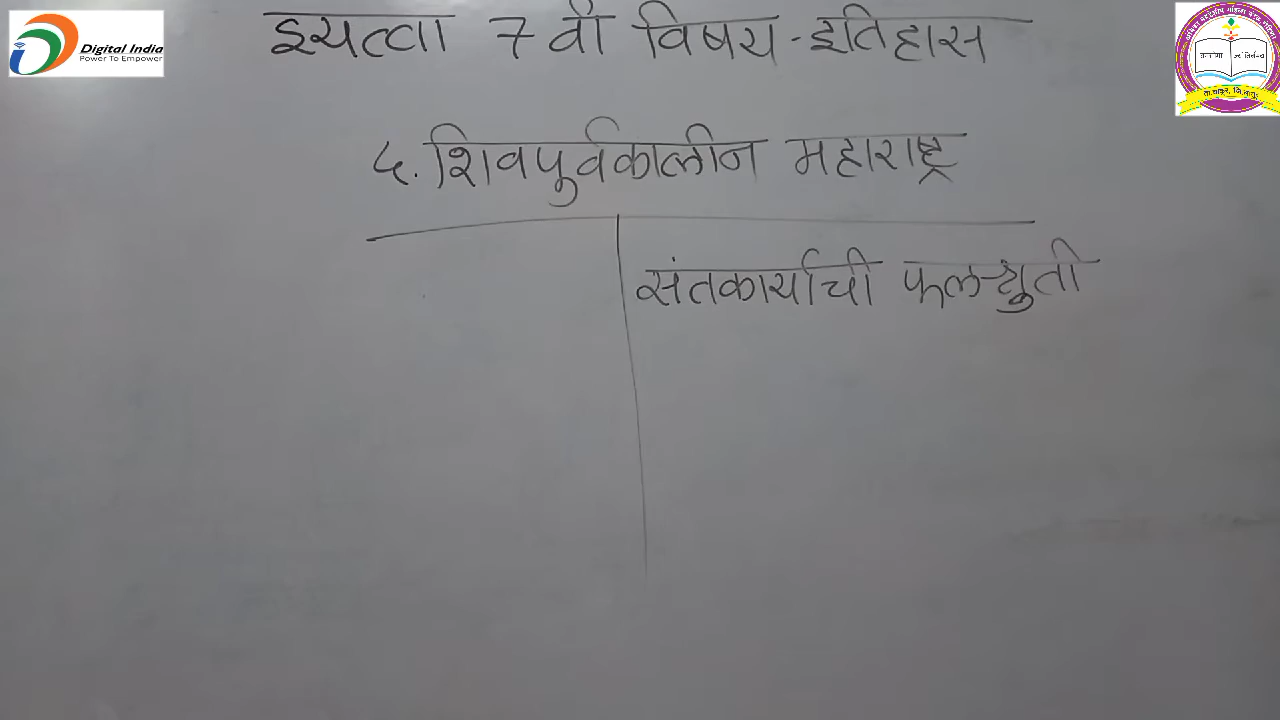 Digital India
Power To Empower
इयत्ता 7 वी विषय - इतिहास
५. शिवपुर्वकालीन महाराष्ट्र
संतकार्याची फलश्रुती